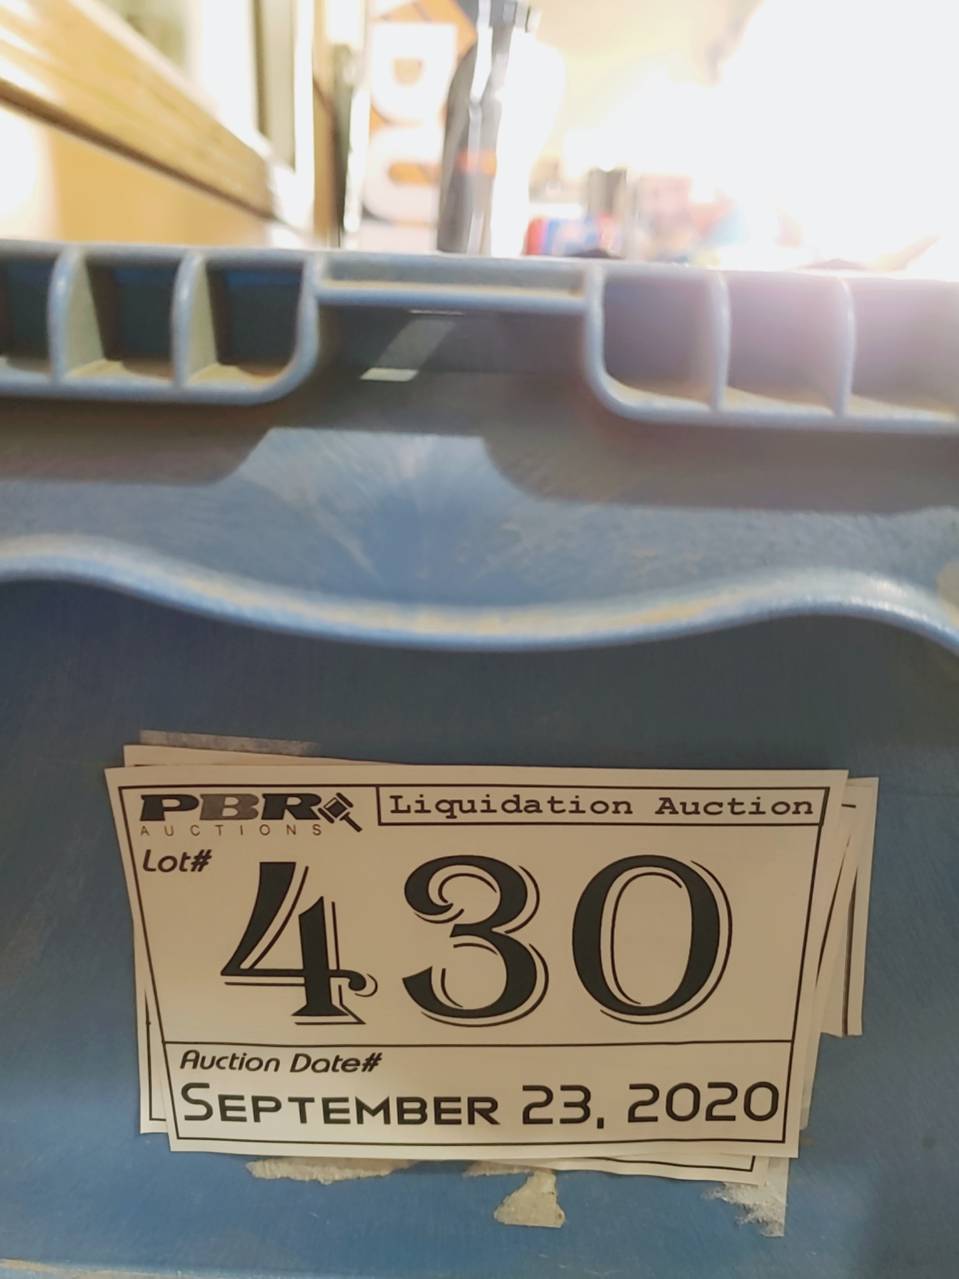 PBR
AUCTIONS
Liquidation Auction
Lot#
430
Auction Date#
SEPTEMBER 23, 2020